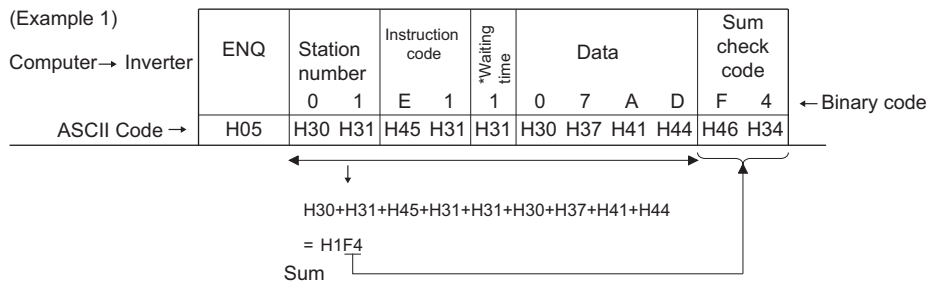 (Example 1)
Computer→ Inverter
ENQ
Station
number
Instruction
code
*Waiting
time
Data
Sum
check
code
0 1 E 1 1 0 7 A D F 4
←Binary code
ASCII Code → H05 H30 H31 H45 H31 H31 H30 H37 H41 H44 H46 H34
H30+H31+H45+H31+H31+H30+H37+H41+H44
= H1F4
Sum